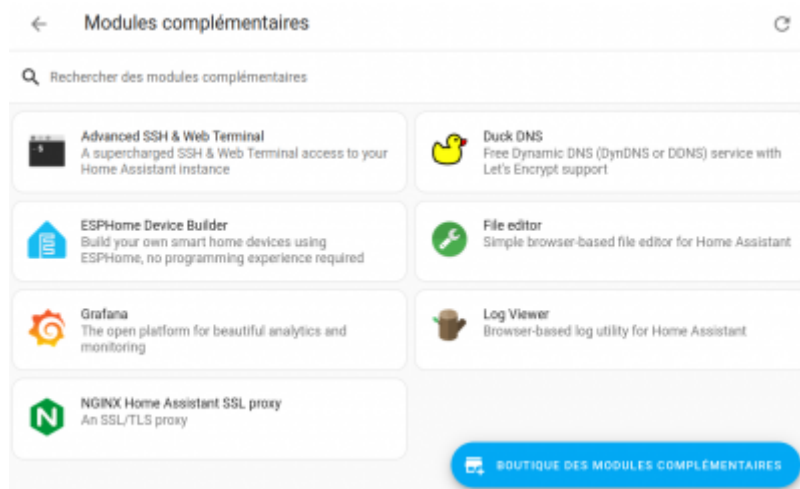 Modules complémentaires
Rechercher des modules complémentaires
Advanced SSH & Web Terminal
A supercharged SSH & Web Terminal access to your
Home Assistant instance
Duck DNS
Free Dynamic DNS (DynDNS or DDNS) service with
Let's Encrypt support
ESPHome Device Builder
Build your own smart home devices using
ESPHome, no programming experience required
File editor
Simple browser-based file editor for Home Assistant
Grafana
The open platform for beautiful analytics and
monitoring
Log Viewer
Browser-based log utility for Home Assistant
NGINX Home Assistant SSL proxy
An SSL/TLS proxy
BOUTIQUE DES MODULES COMPLÉMENTAIRES